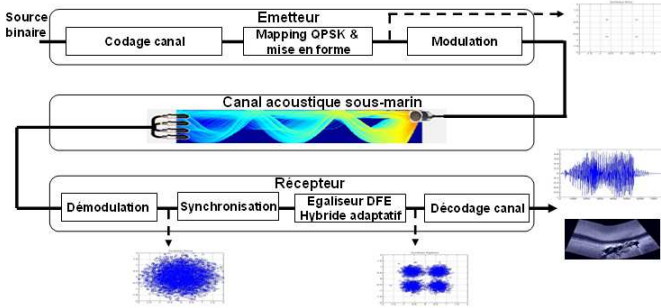 Emetteur
Source
binaire
Codage canal
Mapping QPSK &
mise en forme
Modulation
Canal acoustique sous-marin
Récepteur
Démodulation
Synchronisation
Egaliseur DFE
Hybride adaptatif
Décodage canal